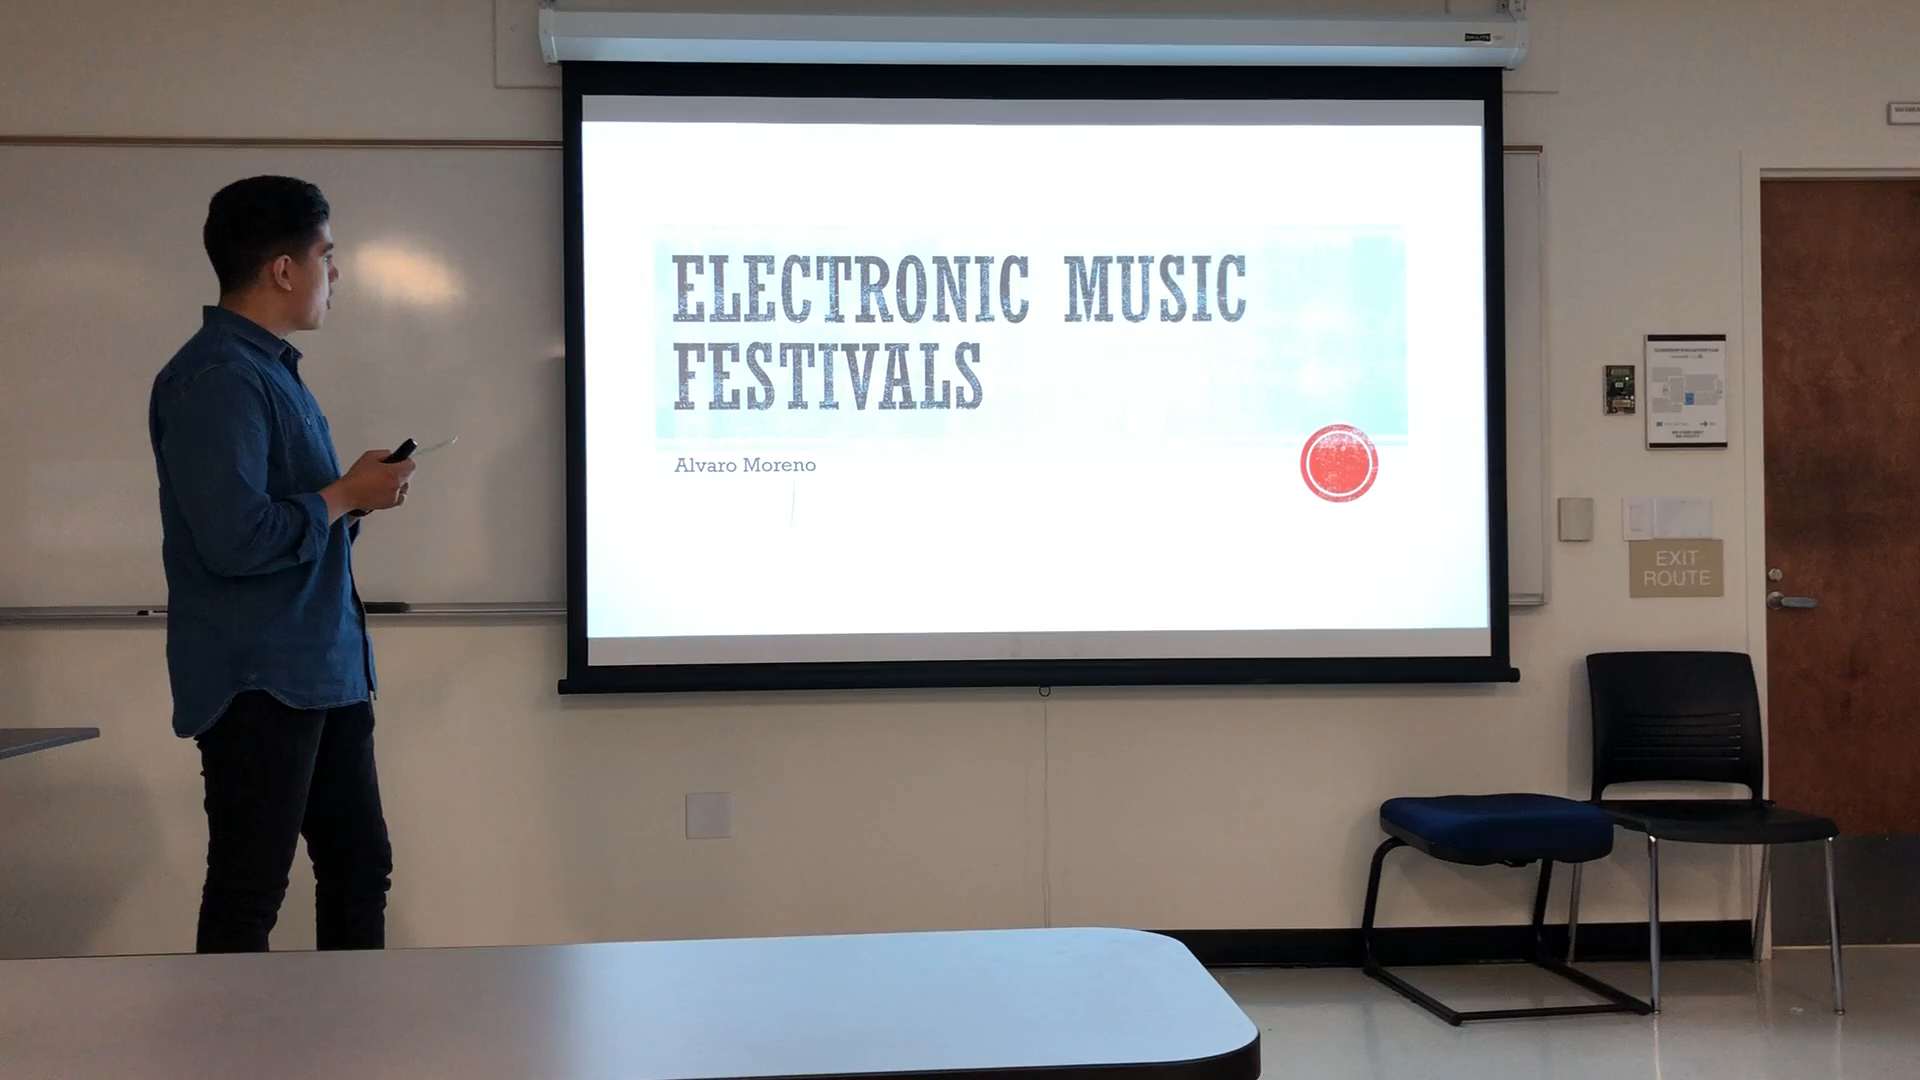 ELECTRONIC MUSIC
FESTIVALS
Alvaro Moreno
EXIT
ROUTE